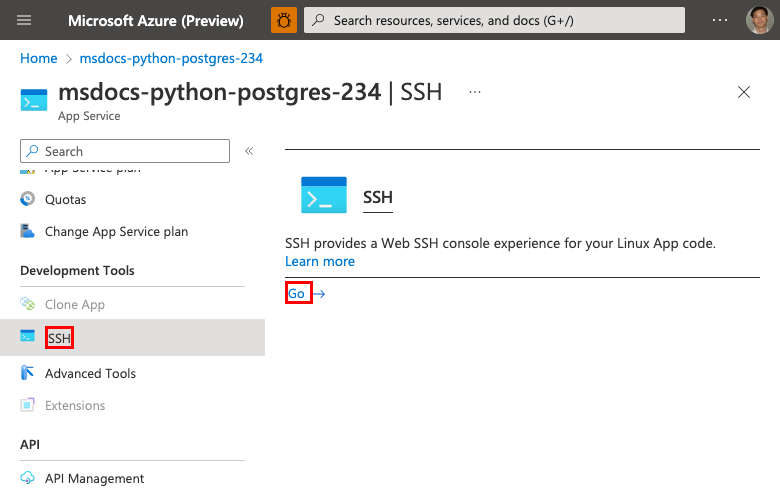 Microsoft Azure (Preview)
Search resources, services, and docs (G+/)
...
Home > msdocs-python-postgres-234
msdocs-python-postgres-234 | SSH ...
App Service
Search «
App Service plan
Quotas
Change App Service plan
Development Tools
Clone App
SSH
Advanced Tools
Extensions
API
API Management
SSH
SSH provides a Web SSH console experience for your Linux App code.
Learn more
Go →